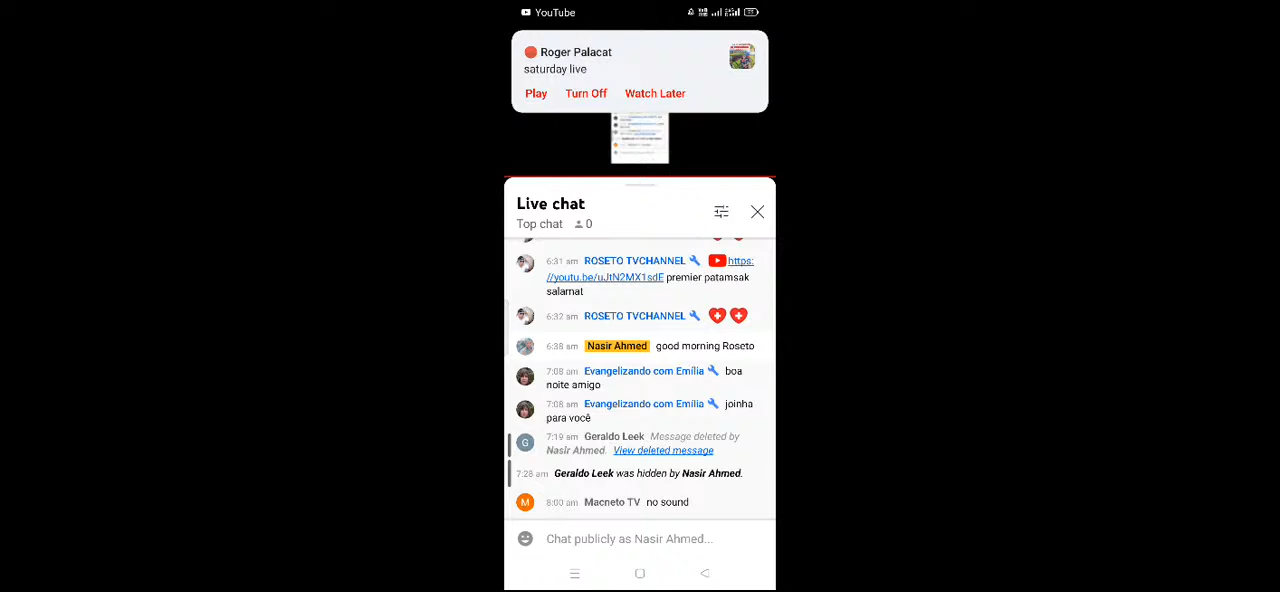 YouTube
Roger Palacat
saturday live
Play Turn Off Watch Later
Live chat
Top chat 0
6:31 am ROSETO TVCHANNEL https:
//youtu.be/uJtN2MX1sdE premier patamsak
salamat
6:32 am ROSETO TVCHANNEL
6:38 am Nasir Ahmed good morning Roseto
7:08 am Evangelizando com Emília boa
noite amigo
7:08 am Evangelizando com Emília joinha
para você
G 7:19 am Geraldo Leek Message deleted by
Nasir Ahmed. View deleted message
7:28 am Geraldo Leek was hidden by Nasir Ahmed.
M 8:00 am Macneto TV no sound
Chat publicly as Nasir Ahmed...